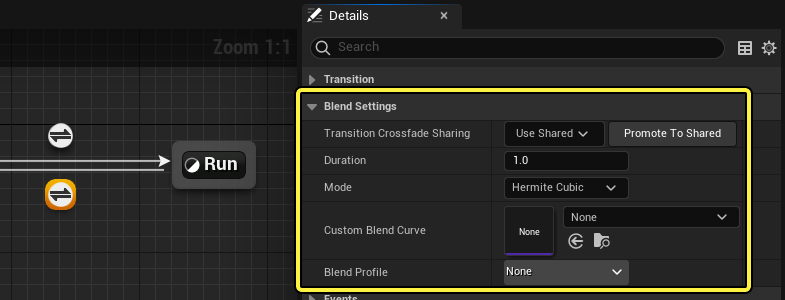 Details
Zoom 1:1
Search
Transition
Blend Settings
Transition Crossfade Sharing Use Shared Promote To Shared
Duration 1.0
Mode Hermite Cubic
Run
Custom Blend Curve None None
Blend Profile None
Events